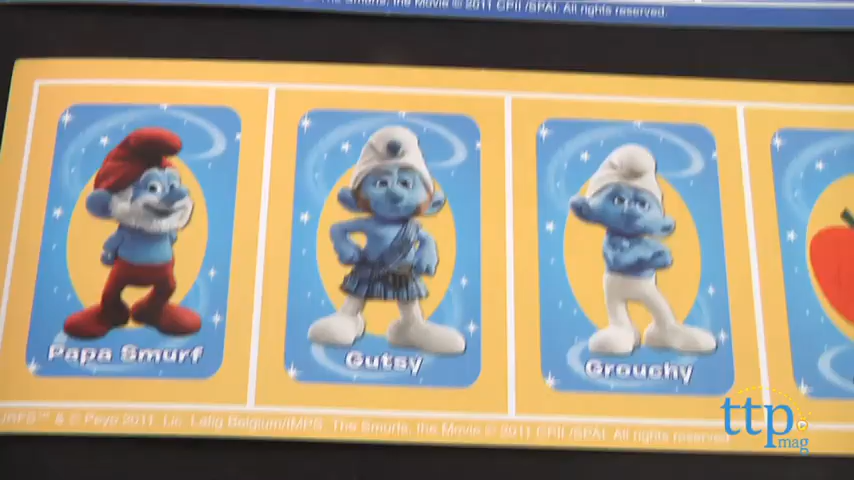 The Smurfs, the Movie © 2011 CPII /SPAI. All rights reserved.
Papa Smurf
Gutsy
Grouchy
IMPS™ & © Peyo 2011 Lic. Lafig Belgium/IMPS. The Smurfs, the Movie © 2011 CPII /SPAI. All rights reserved.
ttp
mag